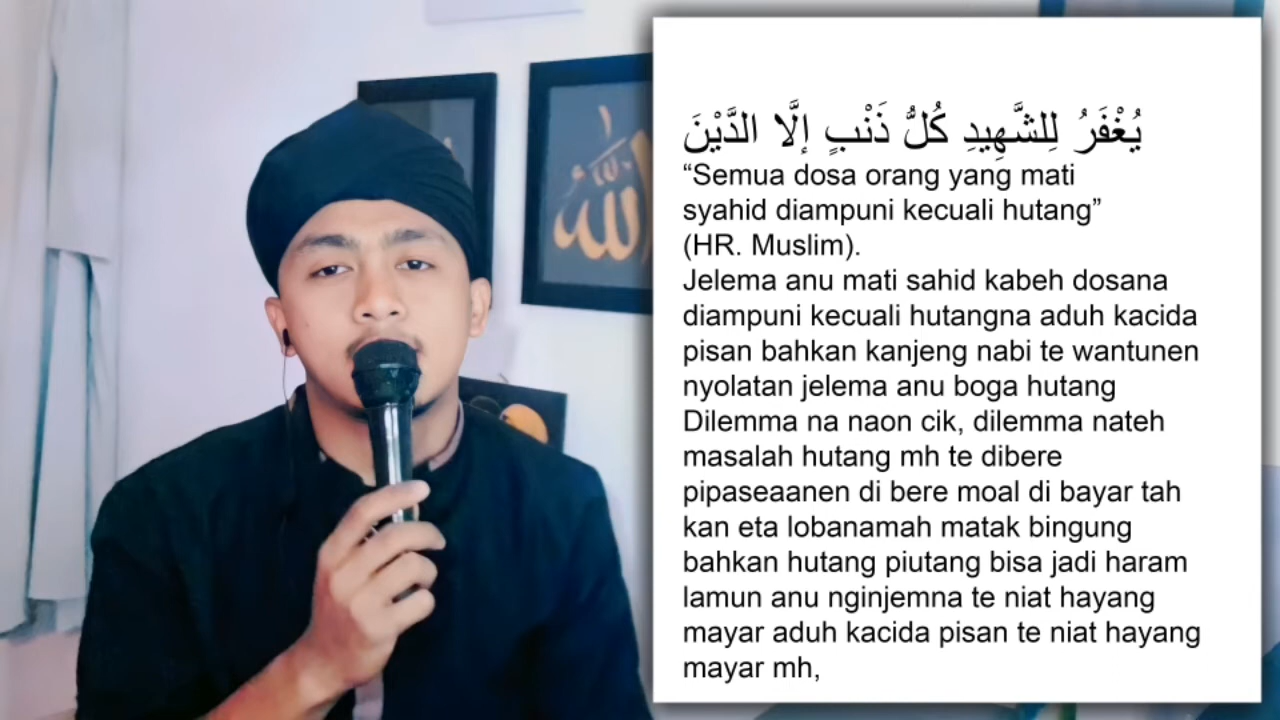 يُغْفَرُ لِلشَّهِيدِ كُلُّ ذَنْبٍ إلَّا الدَّيْنَ
“Semua dosa orang yang mati
syahid diampuni kecuali hutang”
(HR. Muslim).
Jelema anu mati sahid kabeh dosana
diampuni kecuali hutangna aduh kacida
pisan bahkan kanjeng nabi te wantunen
nyolatan jelema anu boga hutang
Dilemma na naon cik, dilemma nateh
masalah hutang mh te dibere
pipaseaanen di bere moal di bayar tah
kan eta lobanamah matak bingung
bahkan hutang piutang bisa jadi haram
lamun anu nginjemna te niat hayang
mayar aduh kacida pisan te niat hayang
mayar mh,
الله